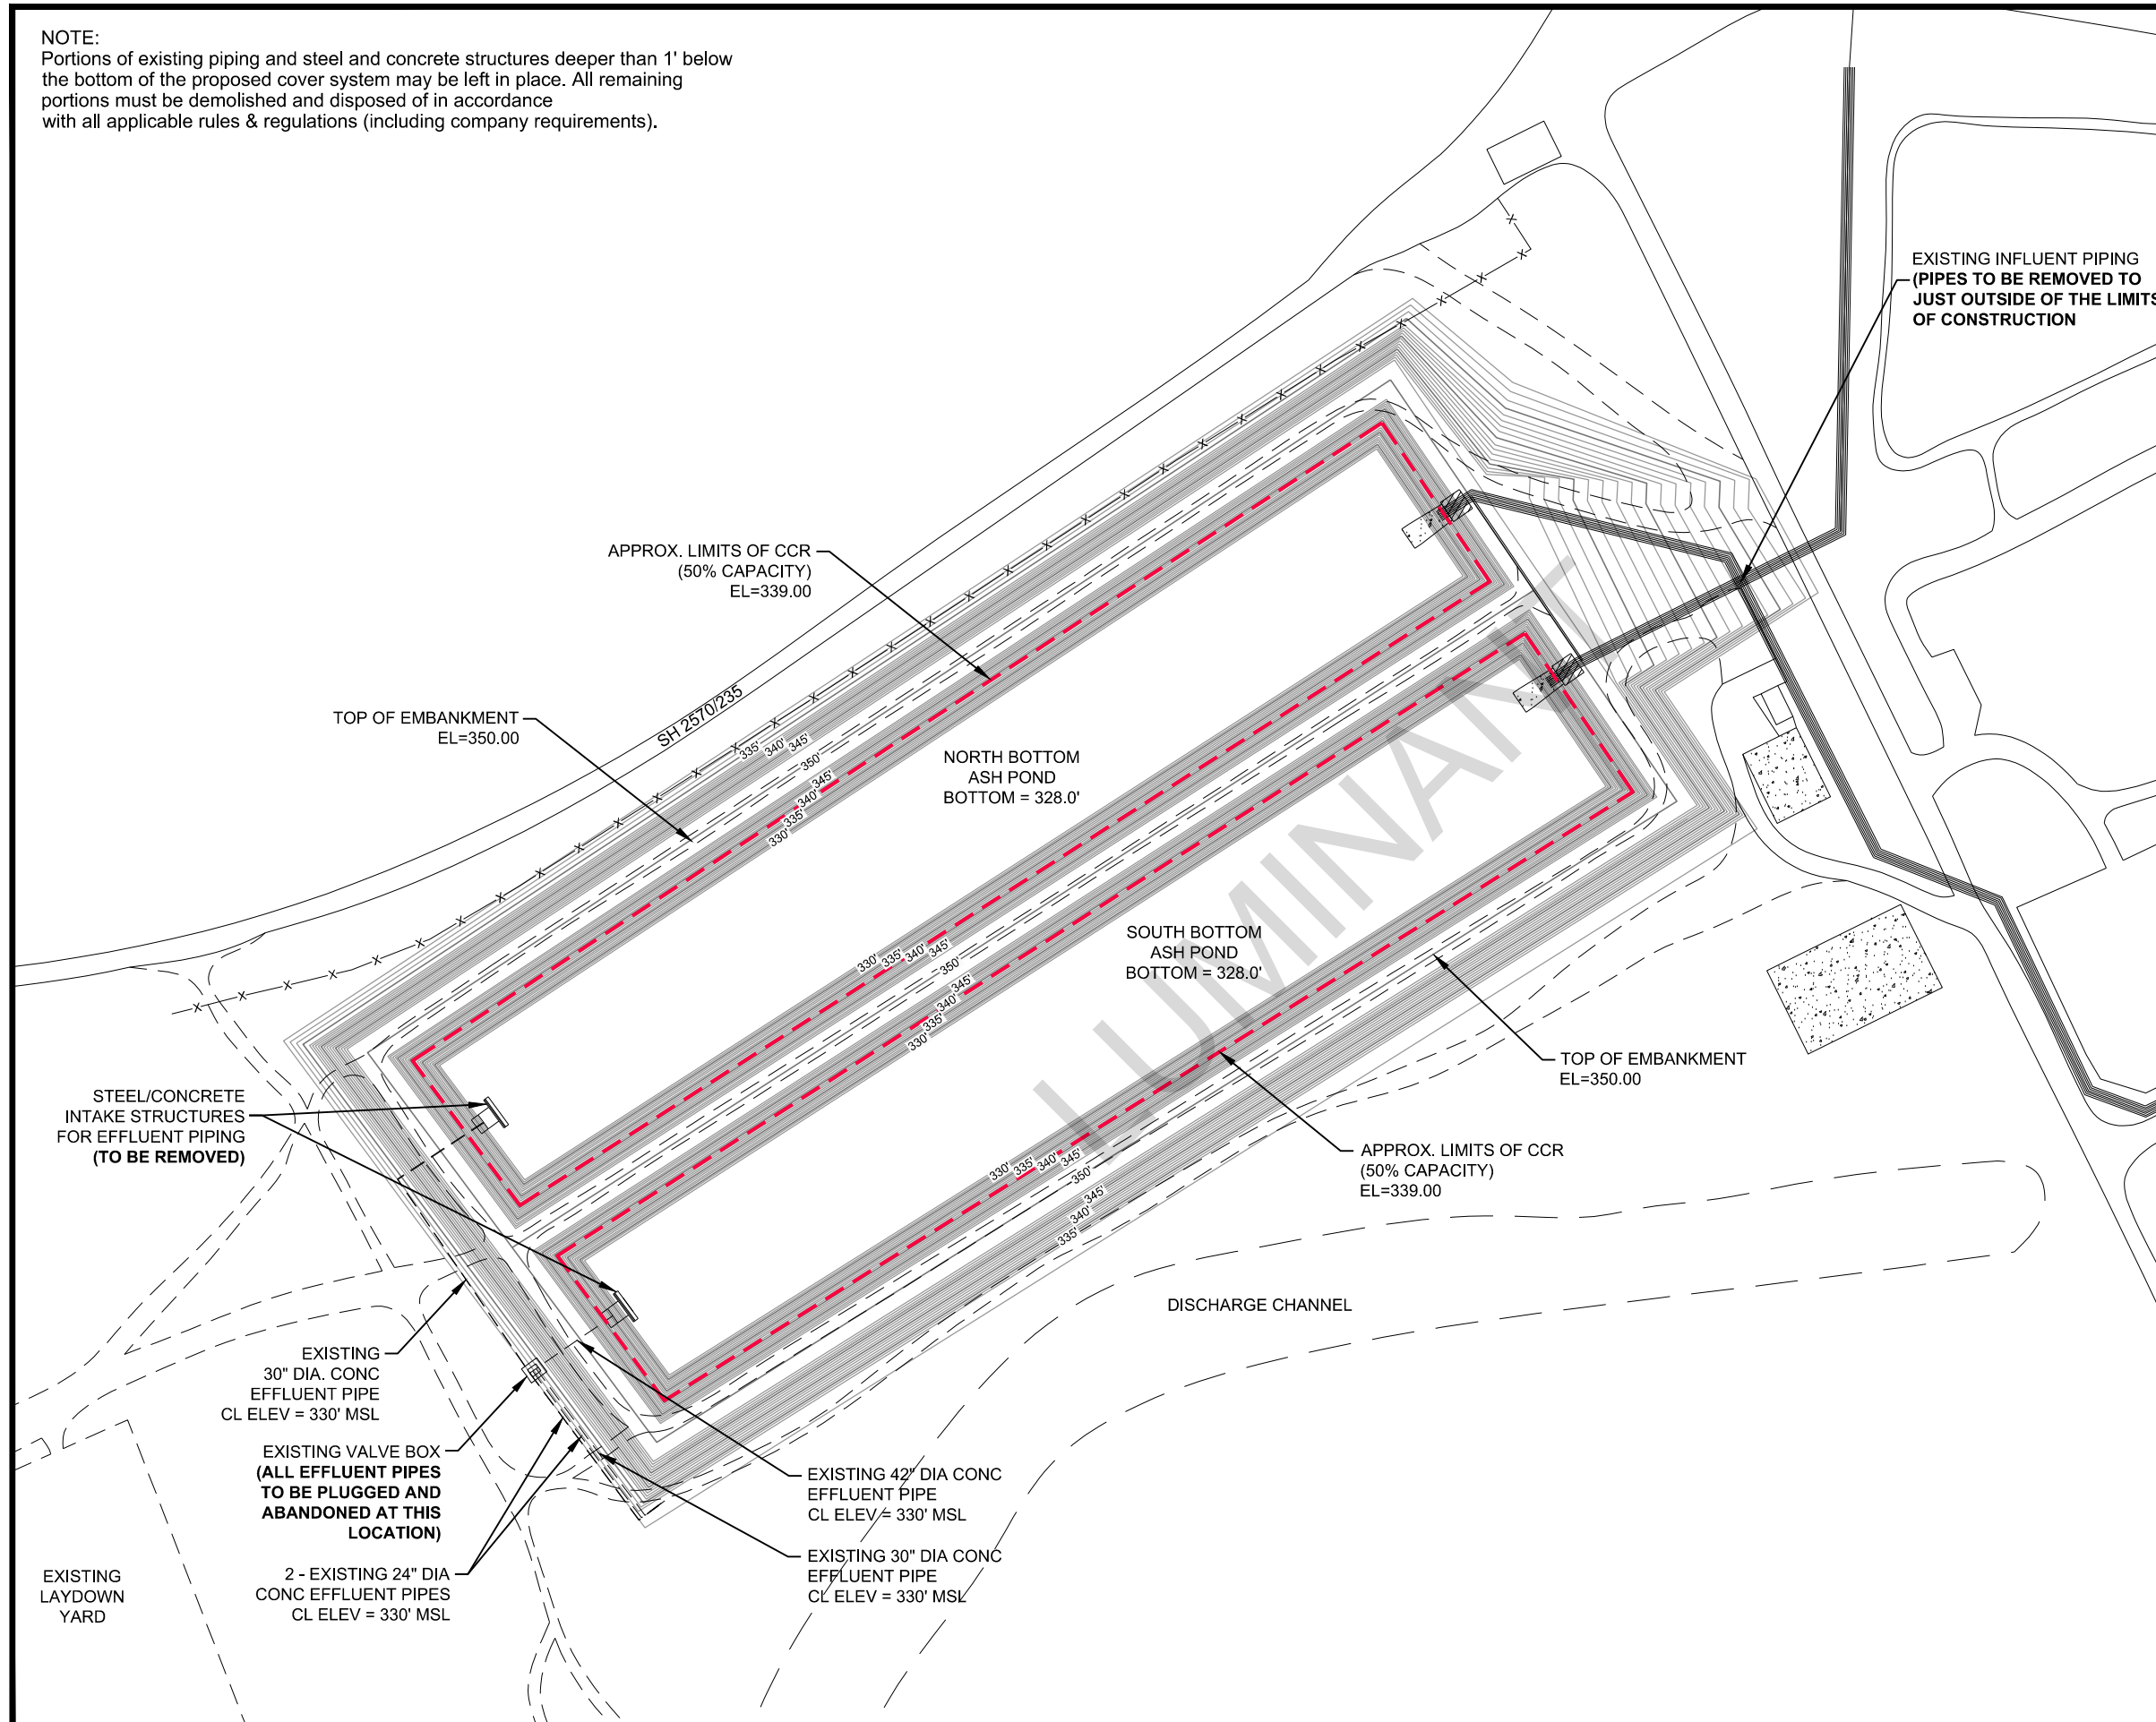 NOTE:
Portions of existing piping and steel and concrete structures deeper than 1' below
the bottom of the proposed cover system may be left in place. All remaining
portions must be demolished and disposed of in accordance
with all applicable rules & regulations (including company requirements).
EXISTING INFLUENT PIPING
(PIPES TO BE REMOVED TO
JUST OUTSIDE OF THE LIMITS
OF CONSTRUCTION
APPROX. LIMITS OF CCR
(50% CAPACITY)
EL=339.00
TOP OF EMBANKMENT
EL=350.00
SH 2570/235
335' 340' 345'
350'
345'
340'
335'
330'
NORTH BOTTOM
ASH POND
BOTTOM = 328.0'
LUMINANT
SOUTH BOTTOM
ASH POND
BOTTOM = 328.0'
330' 335' 340' 345'
350'
345'
340'
335'
330'
TOP OF EMBANKMENT
EL=350.00
STEEL/CONCRETE
INTAKE STRUCTURES
FOR EFFLUENT PIPING
(TO BE REMOVED)
APPROX. LIMITS OF CCR
(50% CAPACITY)
EL=339.00
330' 335' 340' 345'
350'
345'
340'
335'
DISCHARGE CHANNEL
EXISTING
30" DIA. CONC
EFFLUENT PIPE
CL ELEV = 330' MSL
EXISTING VALVE BOX
(ALL EFFLUENT PIPES
TO BE PLUGGED AND
ABANDONED AT THIS
LOCATION)
EXISTING 42" DIA CONC
EFFLUENT PIPE
CL ELEV = 330' MSL
EXISTING 30" DIA CONC
EFFLUENT PIPE
CL ELEV = 330' MSL
2 - EXISTING 24" DIA
CONC EFFLUENT PIPES
CL ELEV = 330' MSL
EXISTING
LAYDOWN
YARD